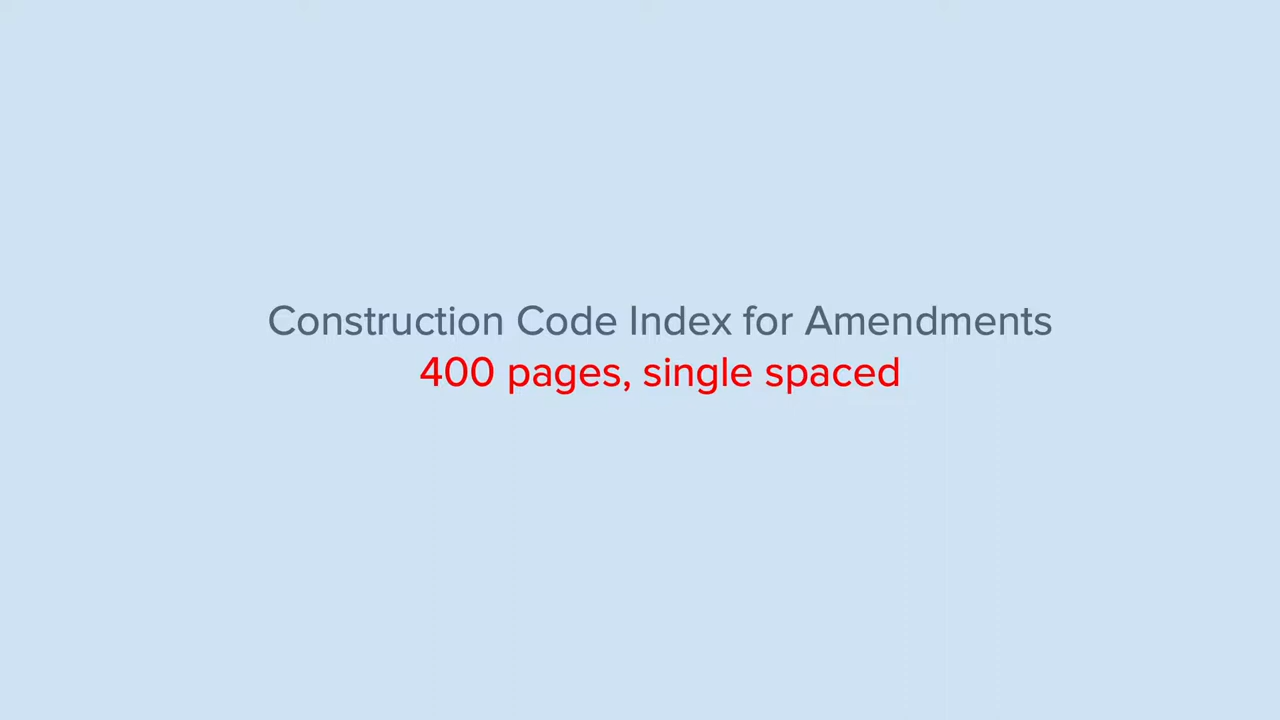 Construction Code Index for Amendments
400 pages, single spaced